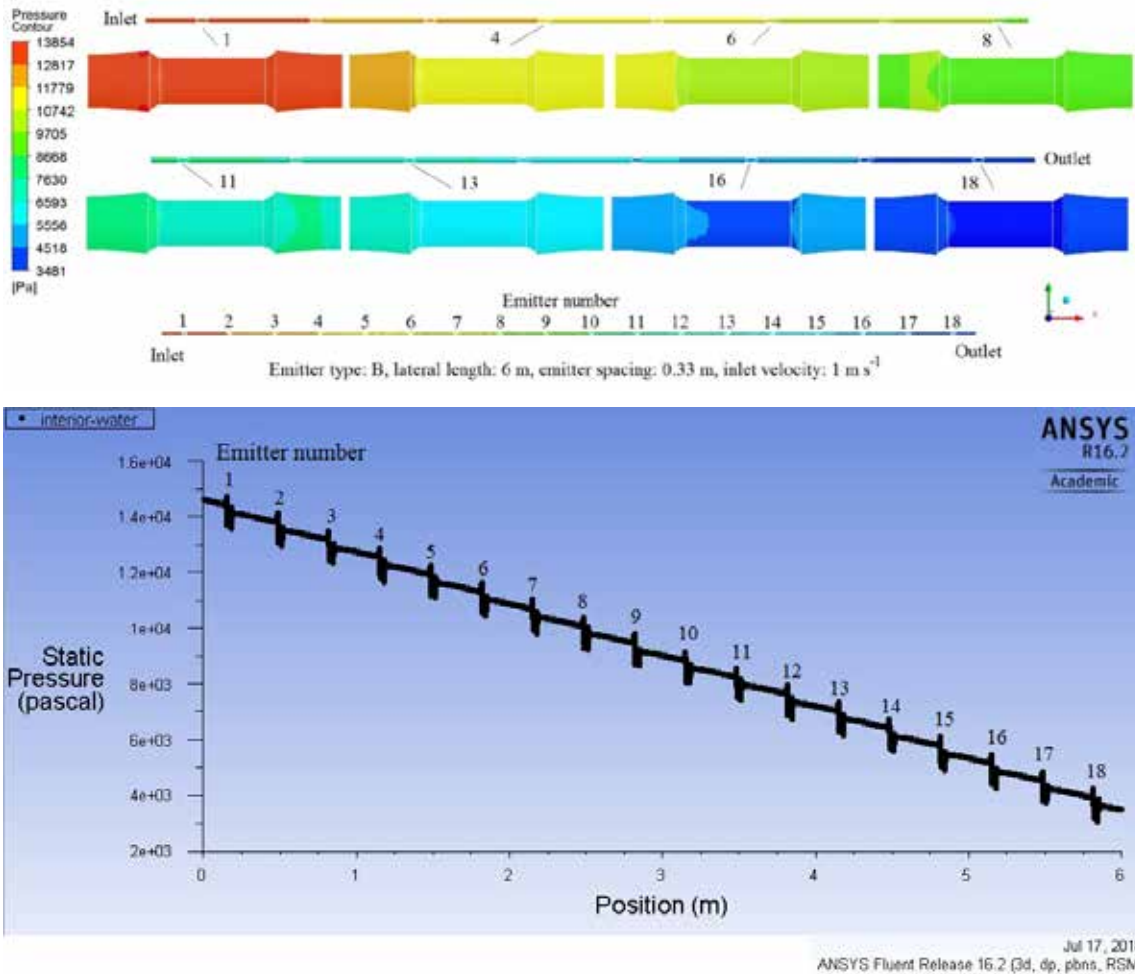 Pressure
Contour
13854
12817
11779
10742
9705
8668
7630
6593
5556
4518
3481
[Pa]
Inlet
1 4 6 8
11 13 16 18
Outlet
Emitter number
1 2 3 4 5 6 7 8 9 10 11 12 13 14 15 16 17 18
Inlet Outlet
Emitter type: B, lateral length: 6 m, emitter spacing: 0.33 m, inlet velocity: 1 m s⁻¹
interior-water
ANSYS
R16.2
Academic
Emitter number
1 2 3 4 5 6 7 8 9 10 11 12 13 14 15 16 17 18
1.6e+04
1.4e+04
1.2e+04
1e+04
8e+03
6e+03
4e+03
2e+03
Static
Pressure
(pascal)
0 1 2 3 4 5 6
Position (m)
Jul 17, 201
ANSYS Fluent Release 16.2 (3d, dp, pbns, RSM